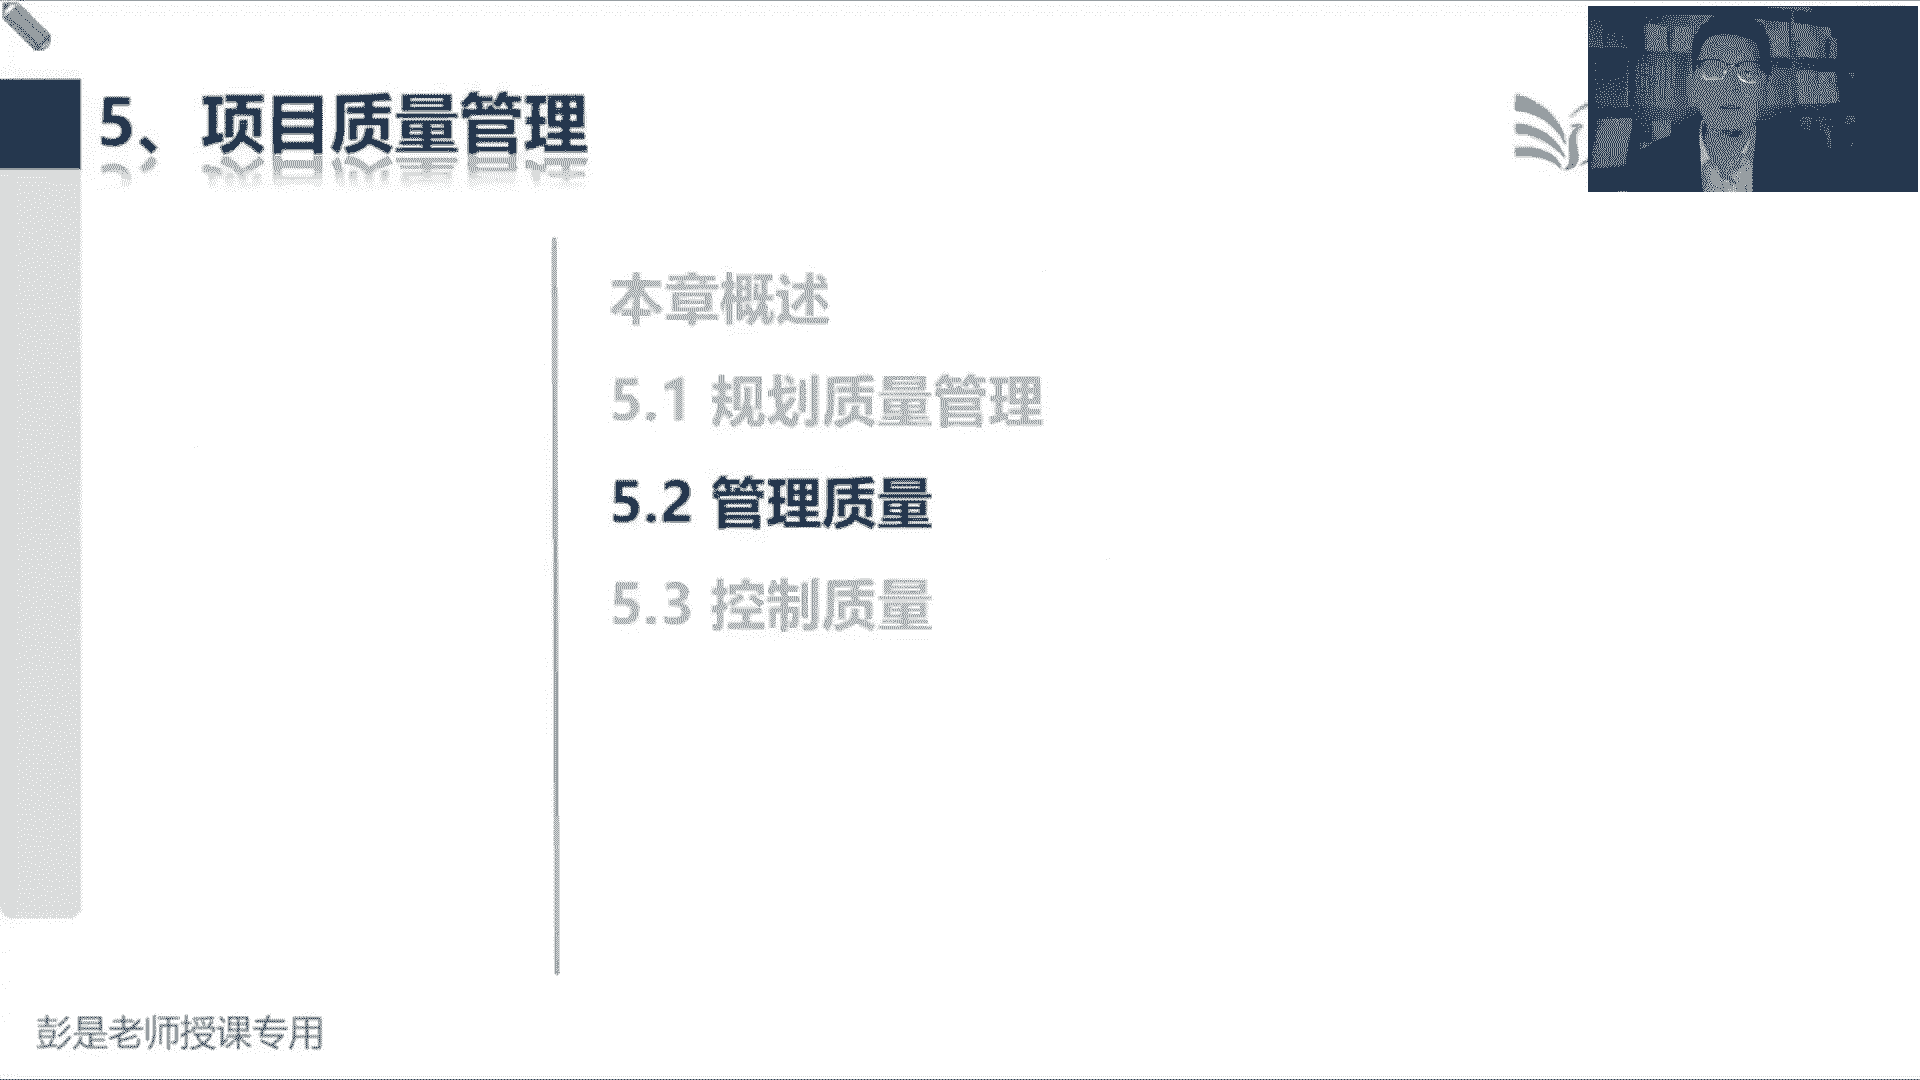 5、项目质量管理
本章概述
5.1 规划质量管理
5.2 管理质量
5.3 控制质量
彭是老师授课专用